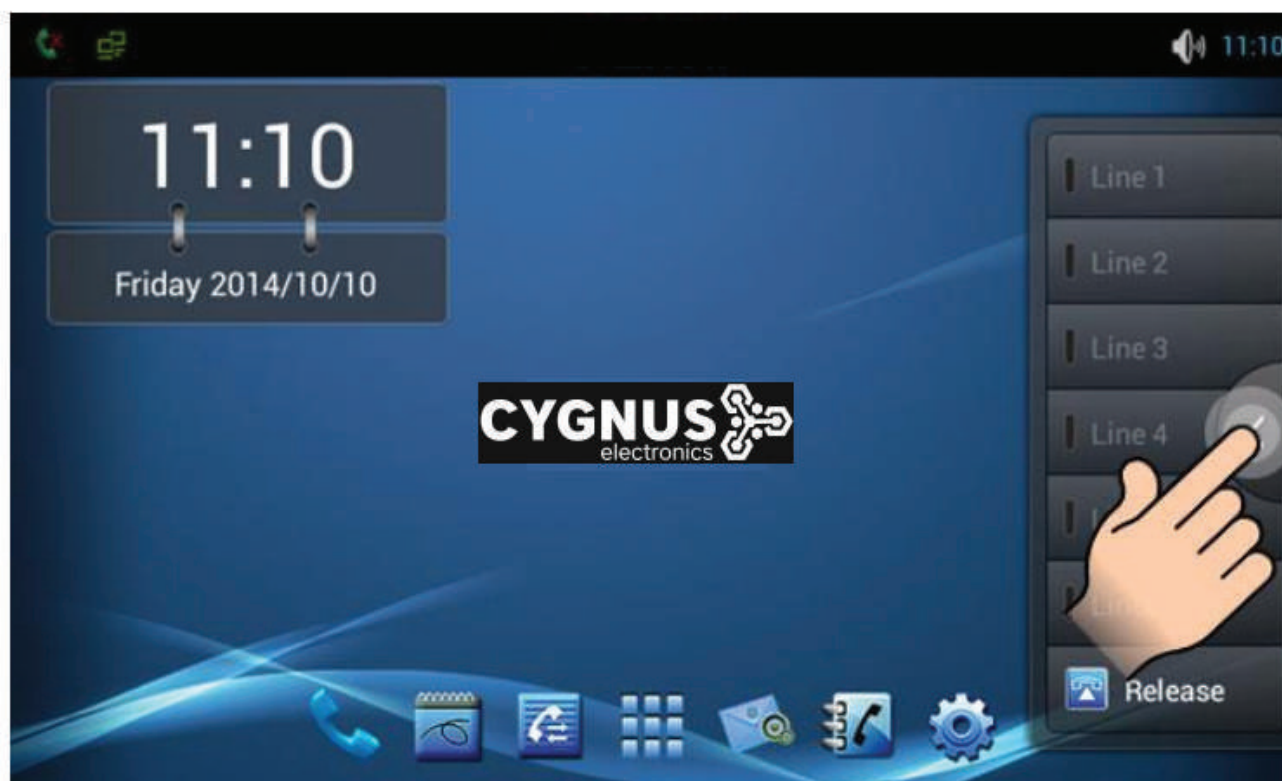 11:10
11:10
Friday 2014/10/10
Line 1
Line 2
Line 3
Line 4
CYGNUS
electronics
Release